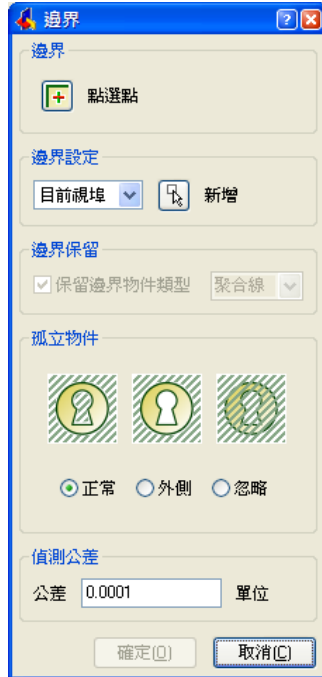 邊界
邊界
點選點
邊界設定
目前視埠 新增
邊界保留
保留邊界物件類型 聚合線
孤立物件
正常 外側 忽略
偵測公差
公差 0.0001 單位
確定(O) 取消(C)